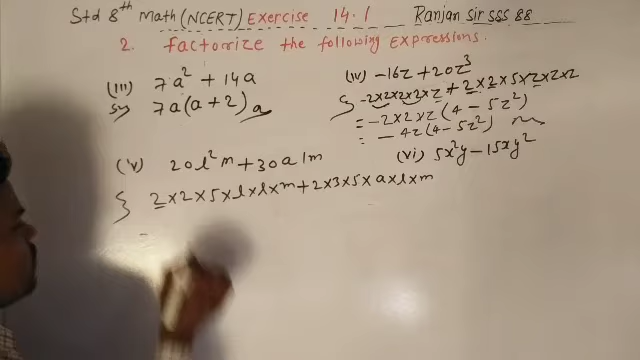 Std 8th Math (NCERT) Exercise 14.1 Ranjan Sir SSS 88
2. Factorize the following Expressions.
(iii) 7a² + 14a
7a(a+2) a
(iv) -16z + 20z³
-2×2×2×2×z + 2×2×5×z×z×z
= -2×2×z(4 - 5z²)
= -4z(4 - 5z²)
(v) 20l²m + 30alm
2×2×5×l×l×m + 2×3×5×a×l×m
=
(vi) 5x²y - 15xy²